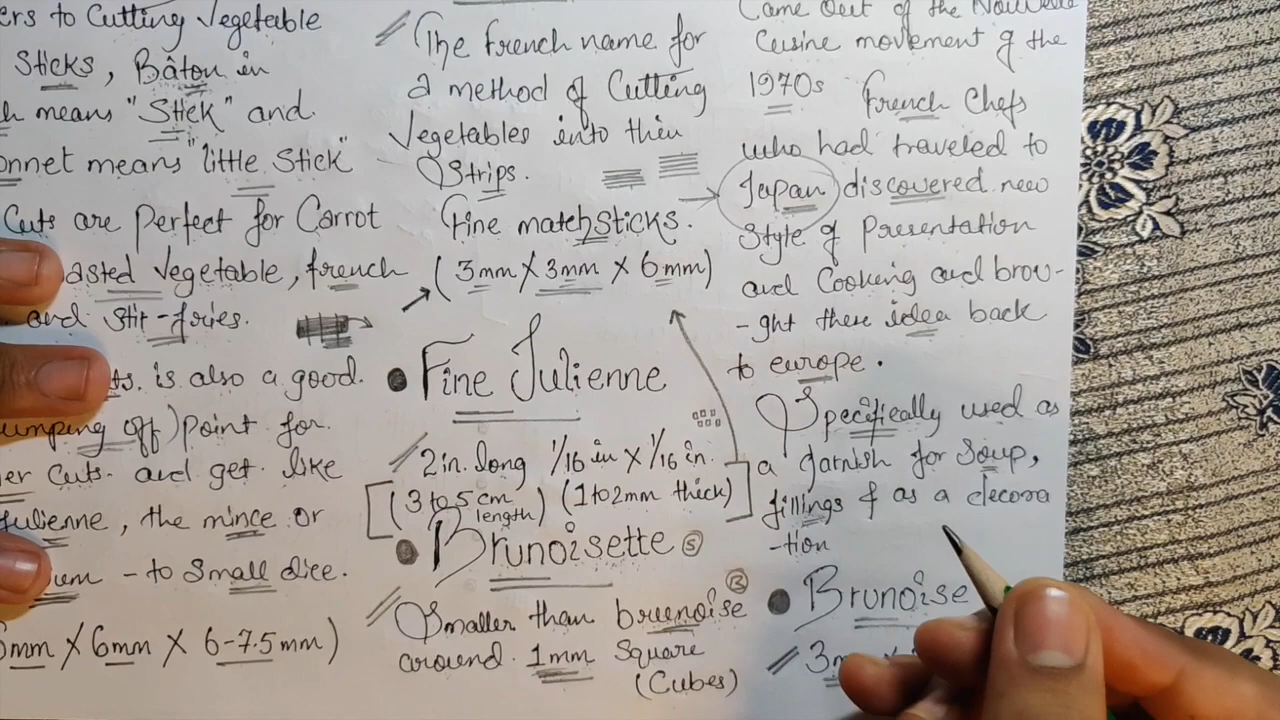 ers to Cutting Vegetable
Sticks, Bâton in
means "Stick" and
onnet means "little Stick"
Cuts are perfect for Carrot
asted vegetable, french
and stir-fries.
is also a good.
umping off) point for.
er cuts. and get. like
Julienne, the mince or
um - to Small dice.
mm X 6mm X 6-7.5mm)
The french name for
a method of Cutting
Vegetables into thin
Strips.
Fine matchsticks.
(3mm X 3mm X 6mm)
Fine Julienne
2in. long 1/16 in X 1/16 in.
(3 to 5 cm length) (1 to 2mm thick)
Brunoisette S
Smaller than bruenoise B
around 1mm Square
(Cubes)
Came out of the Nouvelle
Cuisine movement of the
1970s French Chefs
who had traveled to
Japan discovered new
Style of Presentation
and Cooking and brou-
-ght these idea back
to europe.
Specifically used as
a garnish for Soup,
fillings & as a decora
-tion
Brunoise
3m